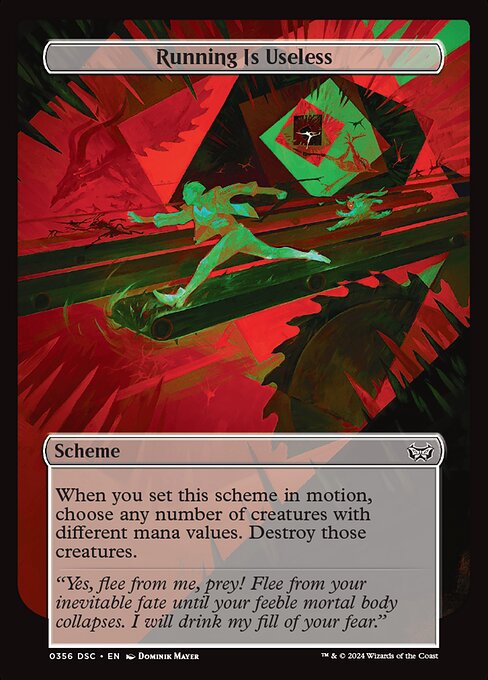 Running Is Useless
Scheme
When you set this scheme in motion,
choose any number of creatures with
different mana values. Destroy those
creatures.
“Yes, flee from me, prey! Flee from your
inevitable fate until your feeble mortal body
collapses. I will drink my fill of your fear.”
0356 DSC • EN Dominik Mayer
™ & © 2024 Wizards of the Coast